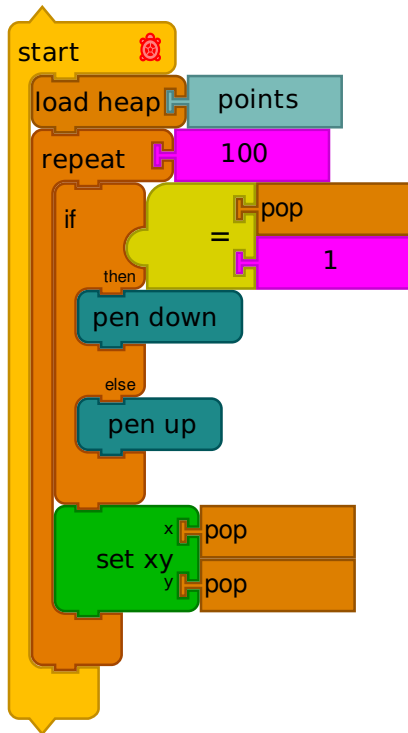 start
load heap points
repeat 100
if
= pop
1
then
pen down
else
pen up
x pop
set xy
y pop